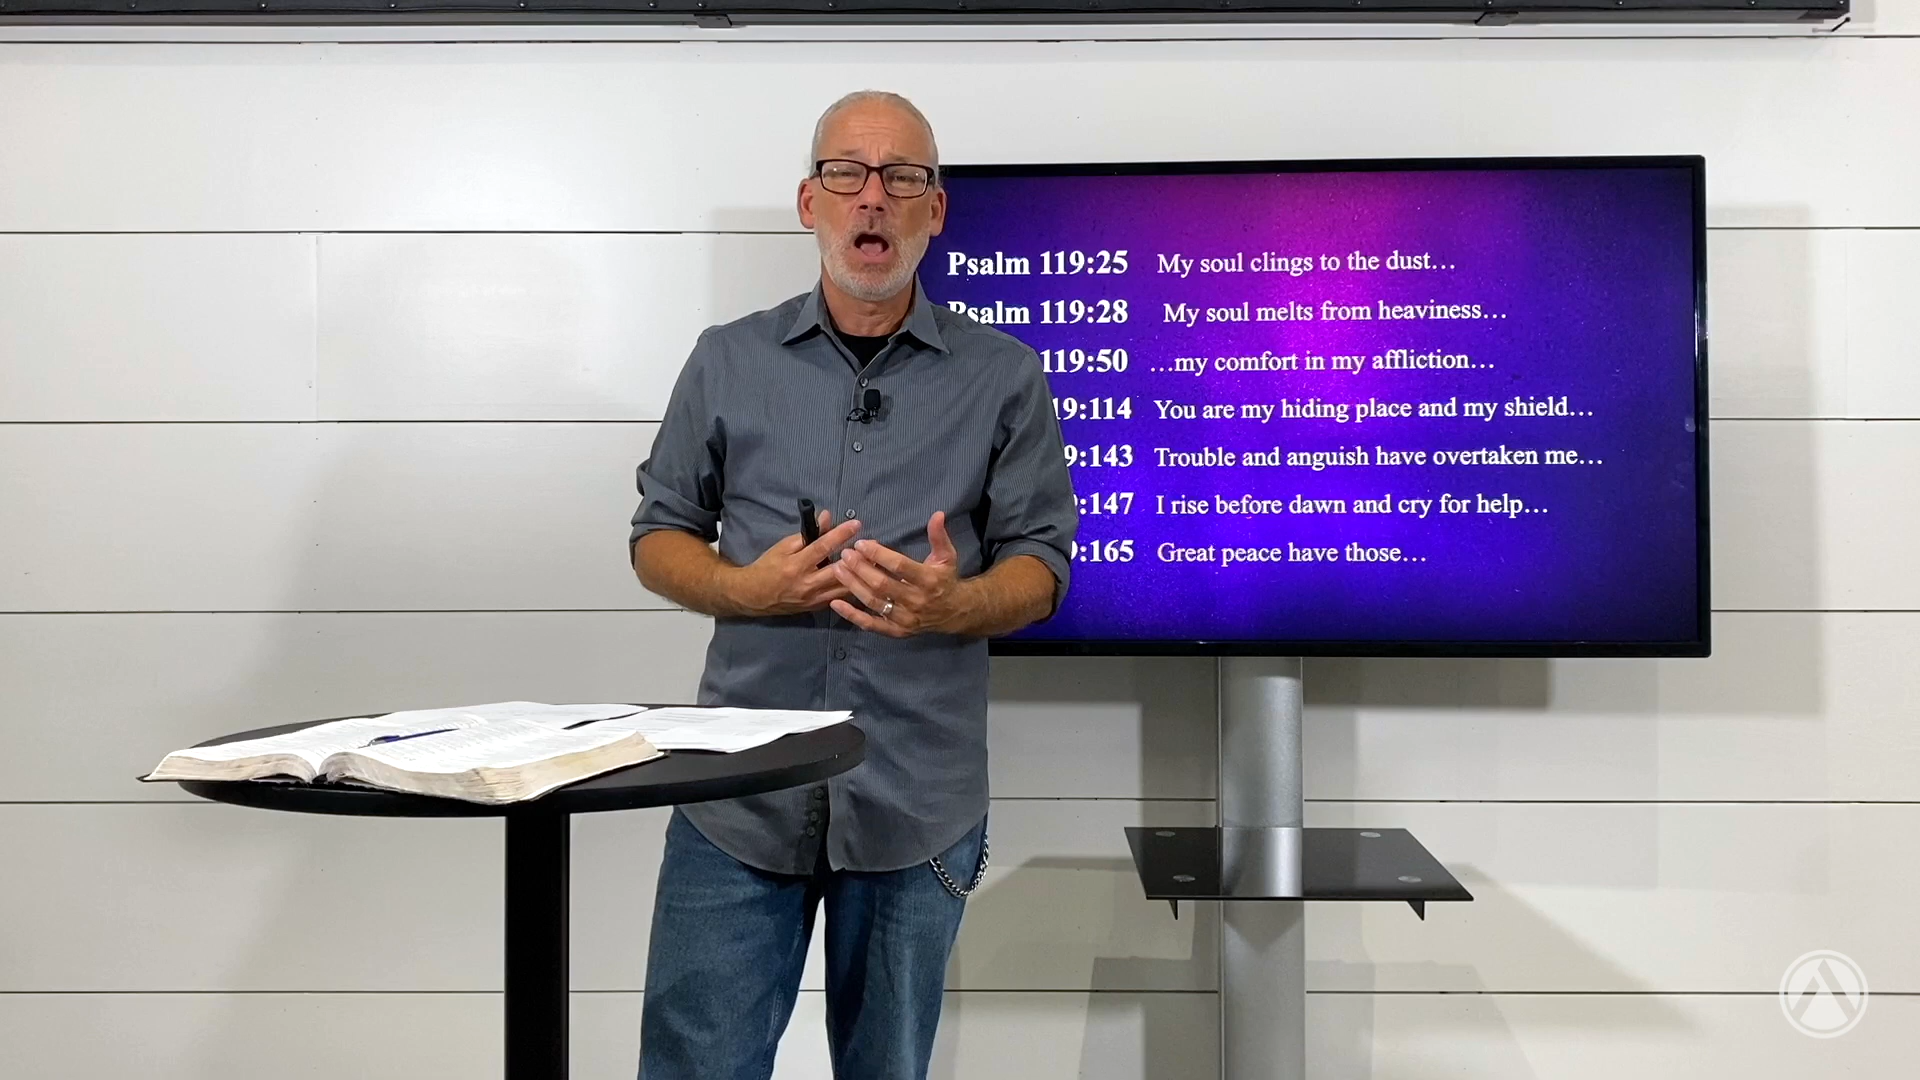 Psalm 119:25 My soul clings to the dust…
Psalm 119:28 My soul melts from heaviness…
119:50 …my comfort in my affliction…
19:114 You are my hiding place and my shield…
9:143 Trouble and anguish have overtaken me…
:147 I rise before dawn and cry for help…
9:165 Great peace have those…